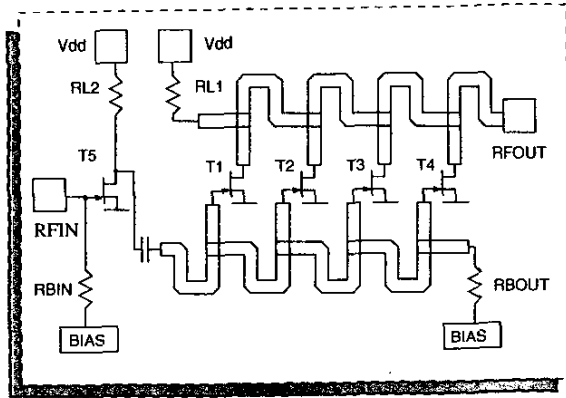 Vdd
Vdd
RL2
RL1
T5
T1
T2
T3
T4
RFOUT
RFIN
RBIN
RBOUT
BIAS
BIAS